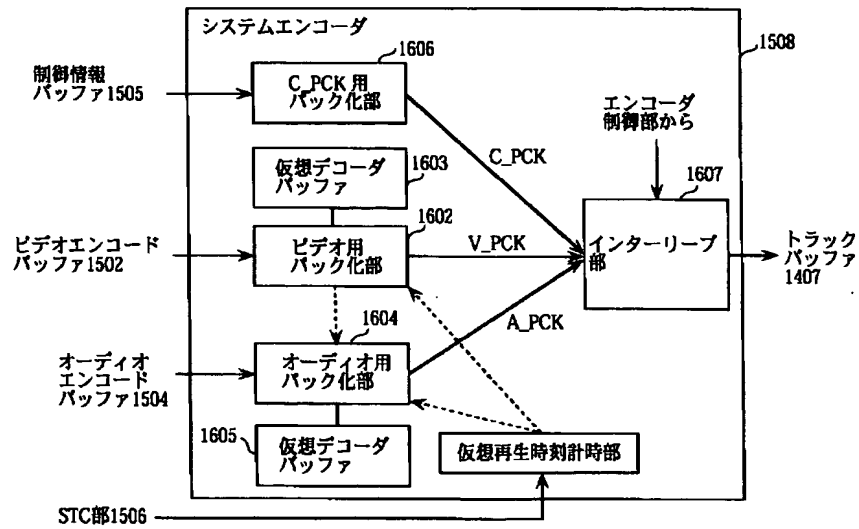 システムエンコーダ
1508
1606
制御情報
バッファ1505
C_PCK用
パック化部
エンコーダ
制御部から
C_PCK
仮想デコーダ
バッファ
1603
1607
1602
ビデオエンコード
バッファ1502
ビデオ用
パック化部
V_PCK
インターリーブ
部
トラック
バッファ
1407
1604
A_PCK
オーディオ
エンコード
バッファ1504
オーディオ用
パック化部
1605
仮想デコーダ
バッファ
仮想再生時刻計時部
STC部1506